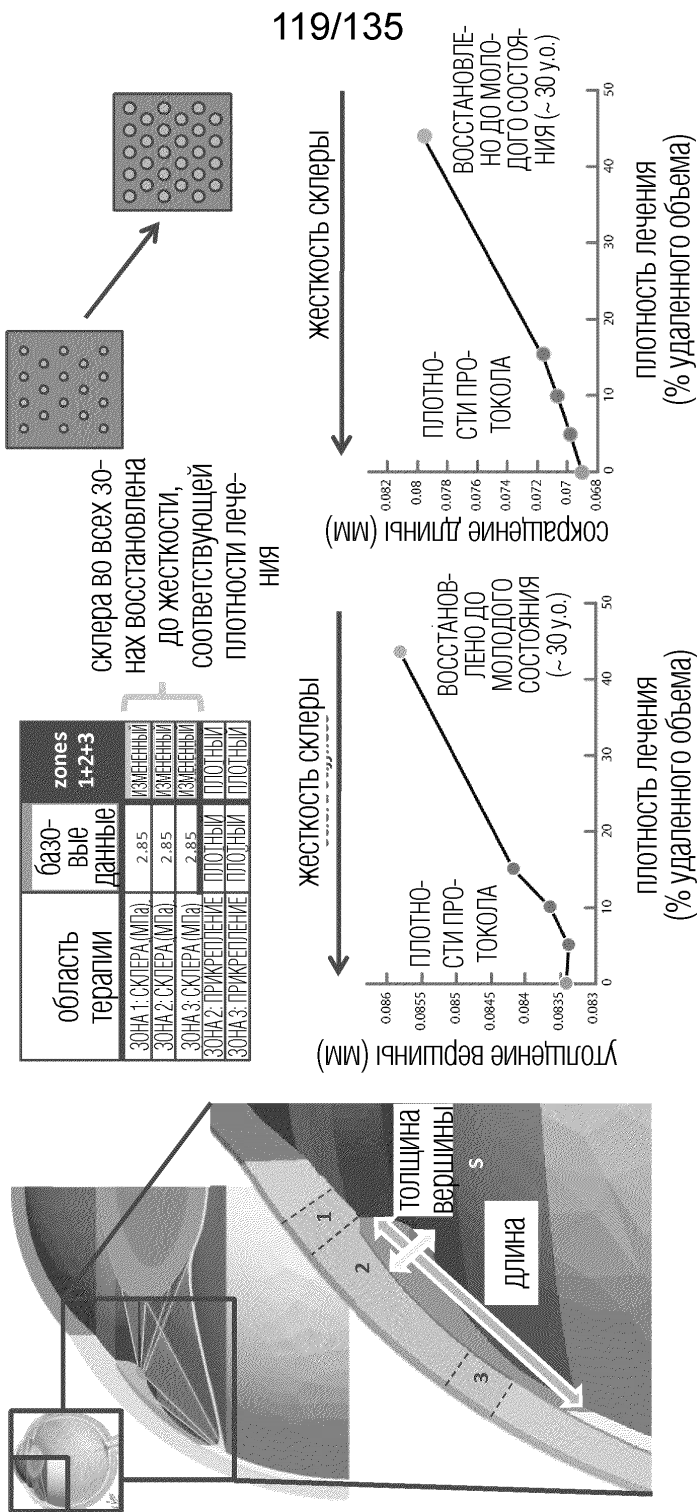 119/135
область
терапии
базо-
вые
данные
zones
1+2+3
ЗОНА 1: СКЛЕРА (МПа),
2.85
ИЗМЕНЕННЫЙ
ЗОНА 2: СКЛЕРА (МПа),
2.85
ИЗМЕНЕННЫЙ
ЗОНА 3: СКЛЕРА (МПа)
2.85
ИЗМЕНЕННЫЙ
ЗОНА 2: ПРИКРЕПЛЕНИЕ
ПЛОТНЫЙ
ПЛОТНЫЙ
ЗОНА 3: ПРИКРЕПЛЕНИЕ
ПЛОТНЫЙ
ПЛОТНЫЙ
склера во всех зо-
нах восстановлена
до жесткости,
соответствующей
плотности лече-
ния
1
2
3
толщина
вершины
s
длина
жесткость склеры
УТОЛЩЕНИЕ ВЕРШИНЫ (ММ)
0.086
0.0855
0.085
0.0845
0.084
0.0835
0.083
ПЛОТНО-
СТИ ПРО-
ТОКОЛА
ВОССТАНОВ-
ЛЕНО ДО
МОЛОДОГО
СОСТОЯНИЯ
(~ 30 y.o.)
0
10
20
30
40
50
ПЛОТНОСТЬ ЛЕЧЕНИЯ
(% удаленного объема)
жесткость склеры
СОКРАЩЕНИЕ ДЛИНЫ (ММ)
0.082
0.08
0.078
0.076
0.074
0.072
0.07
0.068
ПЛОТНО-
СТИ ПРО-
ТОКОЛА
ВОССТАНОВЛЕ-
НО ДО МОЛО-
ДОГО СОСТОЯ-
НИЯ (~ 30 y.o.)
0
10
20
30
40
50
ПЛОТНОСТЬ ЛЕЧЕНИЯ
(% удаленного объема)